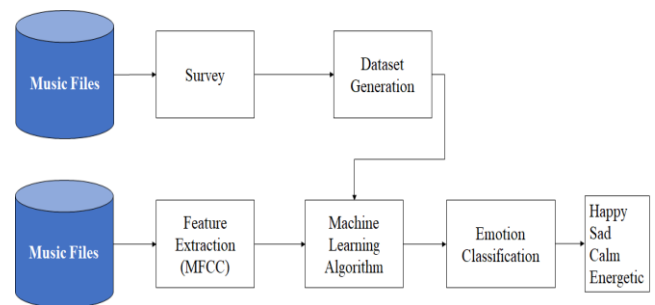 Music Files
Survey
Dataset
Generation
Music Files
Feature
Extraction
(MFCC)
Machine
Learning
Algorithm
Emotion
Classification
Happy
Sad
Calm
Energetic